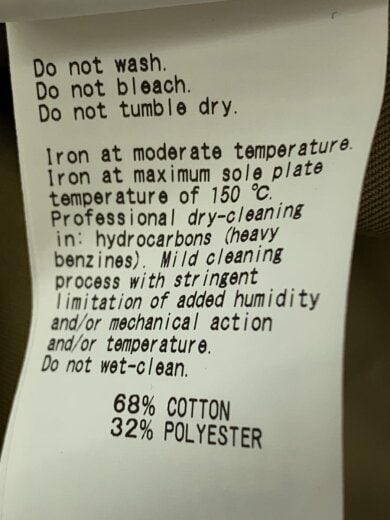 Do not wash.
Do not bleach.
Do not tumble dry.
Iron at moderate temperature.
Iron at maximum sole plate
temperature of 150 ℃.
Professional dry-cleaning
in: hydrocarbons (heavy
benzines). Mild cleaning
process with stringent
limitation of added humidity
and/or mechanical action
and/or temperature.
Do not wet-clean.
68% COTTON
32% POLYESTER